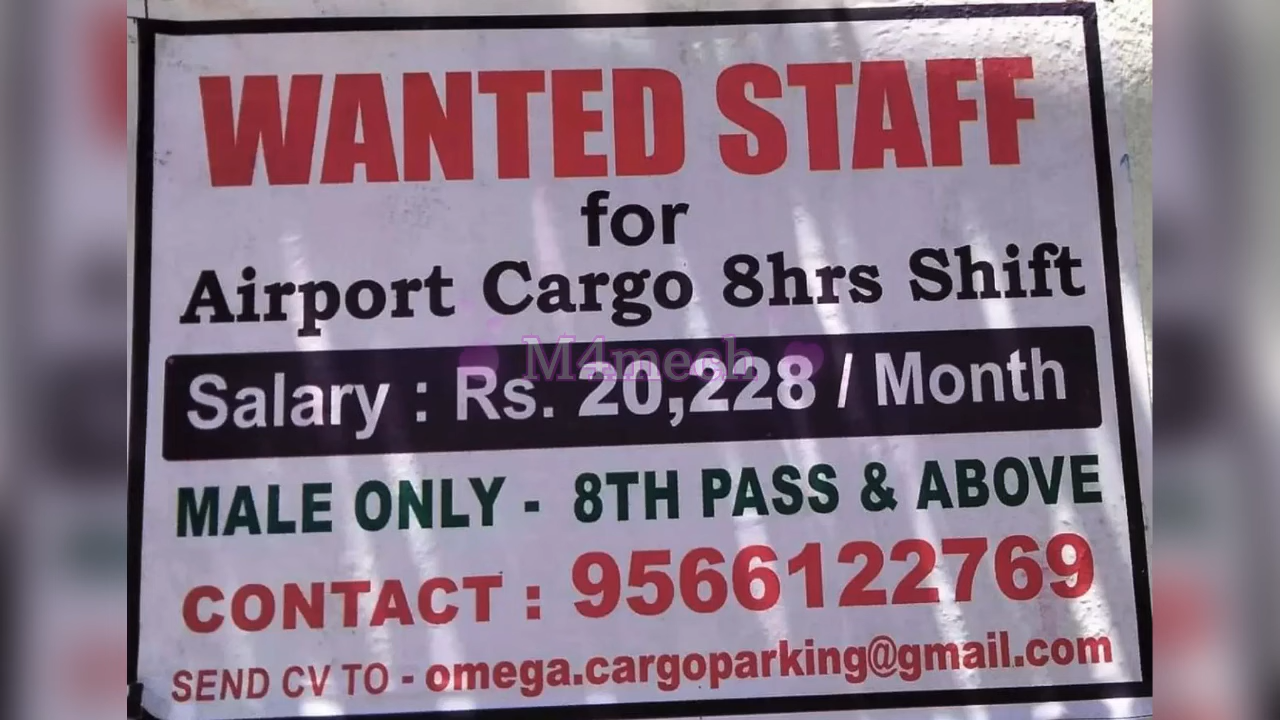 WANTED STAFF
for
Airport Cargo 8hrs Shift
M4mech
Salary : Rs. 20,228 / Month
MALE ONLY - 8TH PASS & ABOVE
CONTACT : 9566122769
SEND CV TO - omega.cargoparking@gmail.com